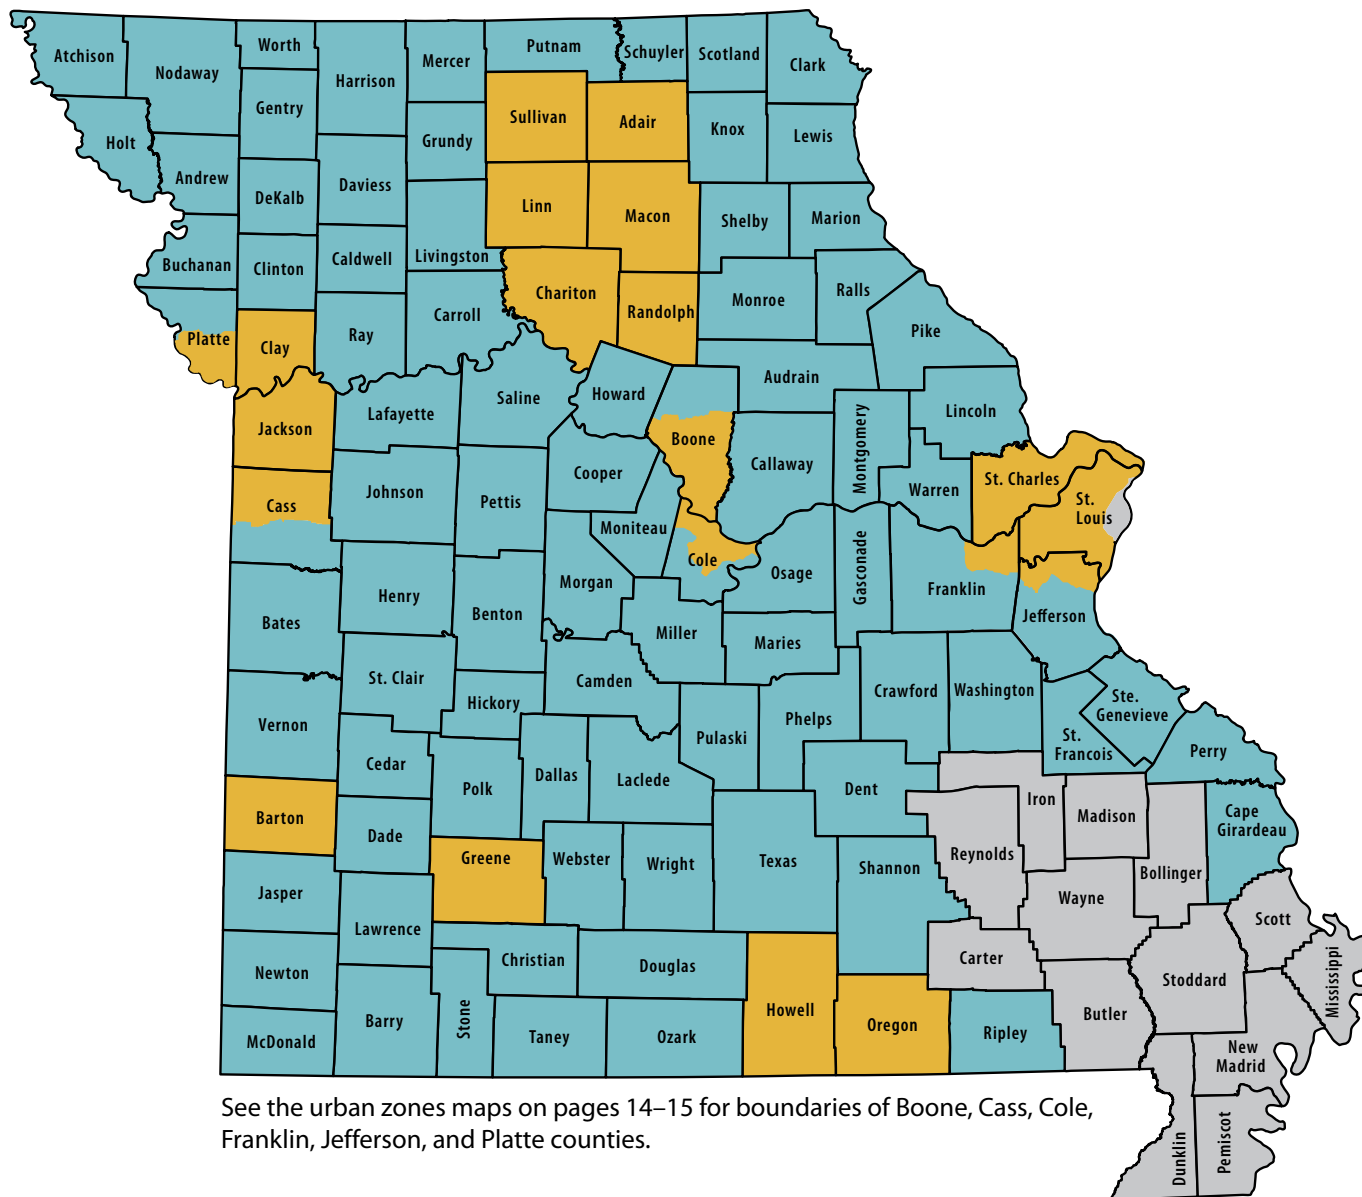 Atchison
Nodaway
Worth
Harrison
Mercer
Putnam
Schuyler
Scotland
Clark
Gentry
Sullivan
Adair
Knox
Lewis
Holt
Grundy
Andrew
DeKalb
Daviess
Linn
Macon
Shelby
Marion
Buchanan
Clinton
Caldwell
Livingston
Chariton
Randolph
Monroe
Ralls
Platte
Clay
Ray
Carroll
Pike
Audrain
Howard
Saline
Lafayette
Lincoln
Jackson
Boone
Callaway
Montgomery
Cooper
Warren
St. Charles
St.
Louis
Cass
Johnson
Pettis
Moniteau
Cole
Osage
Gasconade
Franklin
Jefferson
Morgan
Henry
Benton
Bates
Miller
Maries
St. Clair
Camden
Hickory
Crawford
Washington
Ste.
Genevieve
St.
Francois
Perry
Vernon
Phelps
Pulaski
Cedar
Polk
Dallas
Laclede
Dent
Iron
Madison
Cape
Girardeau
Barton
Dade
Greene
Webster
Wright
Texas
Shannon
Reynolds
Bollinger
Wayne
Jasper
Lawrence
Scott
Christian
Douglas
Carter
Stoddard
Mississippi
Newton
Howell
Oregon
Ripley
Butler
Barry
Stone
Taney
Ozark
McDonald
New
Madrid
Dunklin
Pemiscot
See the urban zones maps on pages 14–15 for boundaries of Boone, Cass, Cole,
Franklin, Jefferson, and Platte counties.